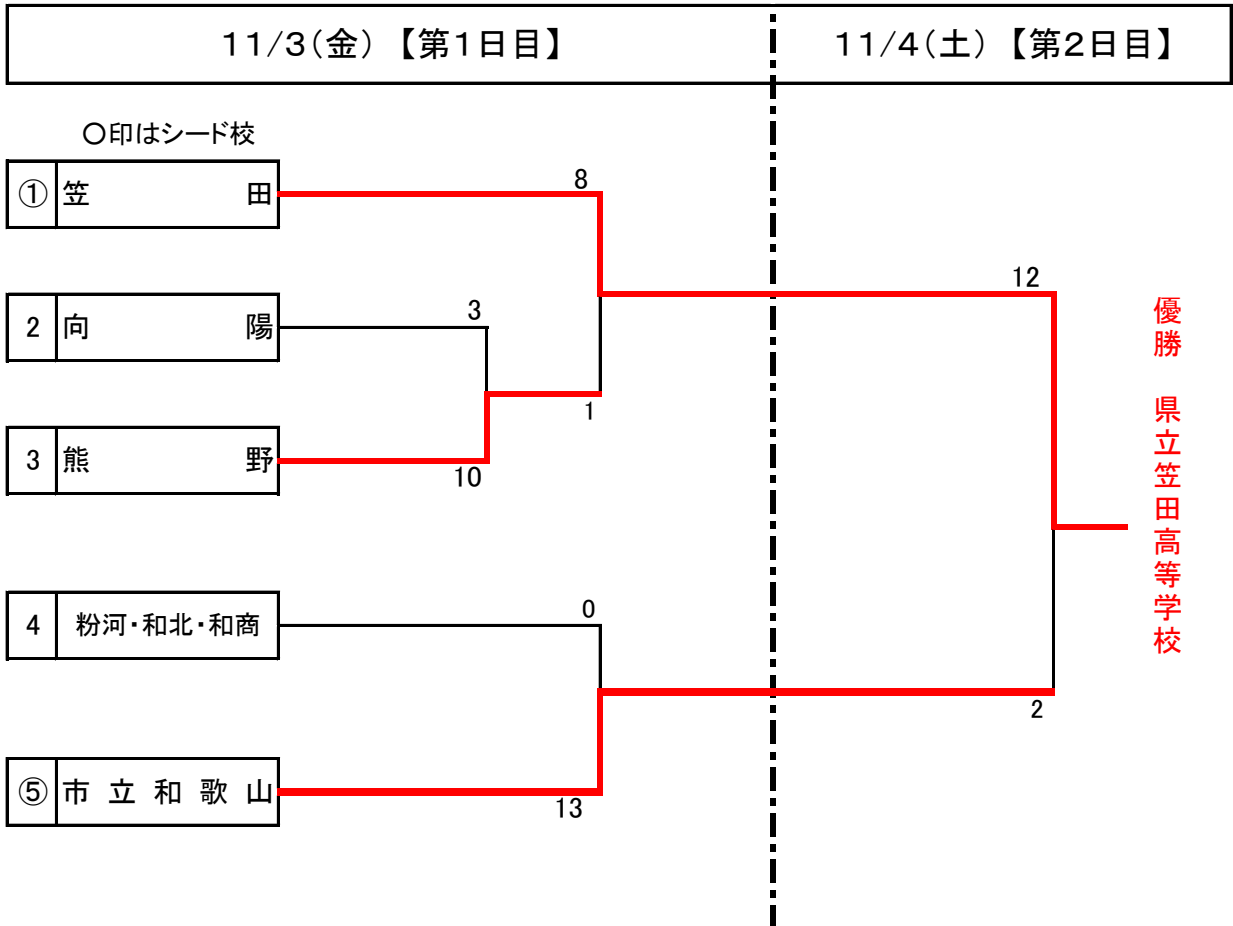 11/3(金) 【第1日目】
11/4(土) 【第2日目】
〇印はシード校
① 笠田
8
12
2 向陽
3
1
3 熊野
10
4 粉河・和北・和商
0
2
⑤ 市立和歌山
13
優勝 県立笠田高等学校